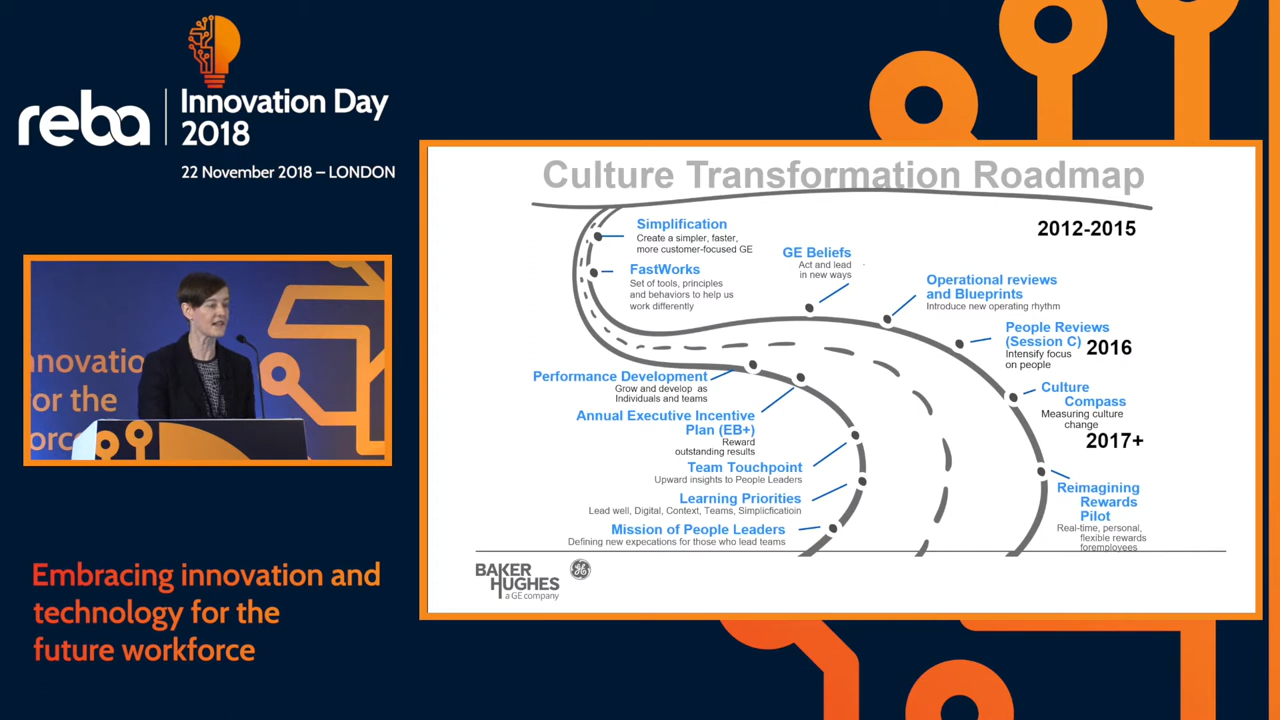 reba
Innovation Day
2018
22 November 2018 – LONDON
nnovatio
or the
orce
Embracing innovation and
technology for the
future workforce
Culture Transformation Roadmap
2012-2015
Simplification
Create a simpler, faster,
more customer-focused GE
FastWorks
Set of tools, principles
and behaviors to help us
work differently
GE Beliefs
Act and lead
in new ways
Operational reviews
and Blueprints
Introduce new operating rhythm
People Reviews
(Session C)
Intensify focus
on people
2016
Culture
Compass
Measuring culture
change
2017+
Reimagining
Rewards
Pilot
Real-time, personal,
flexible rewards
foremployees
Performance Development
Grow and develop as
Individuals and teams
Annual Executive Incentive
Plan (EB+)
Reward
outstanding results
Team Touchpoint
Upward insights to People Leaders
Learning Priorities
Lead well, Digital, Context, Teams, Simplicficatioin
Mission of People Leaders
Defining new expecations for those who lead teams
BAKER
HUGHES
a GE company
GE